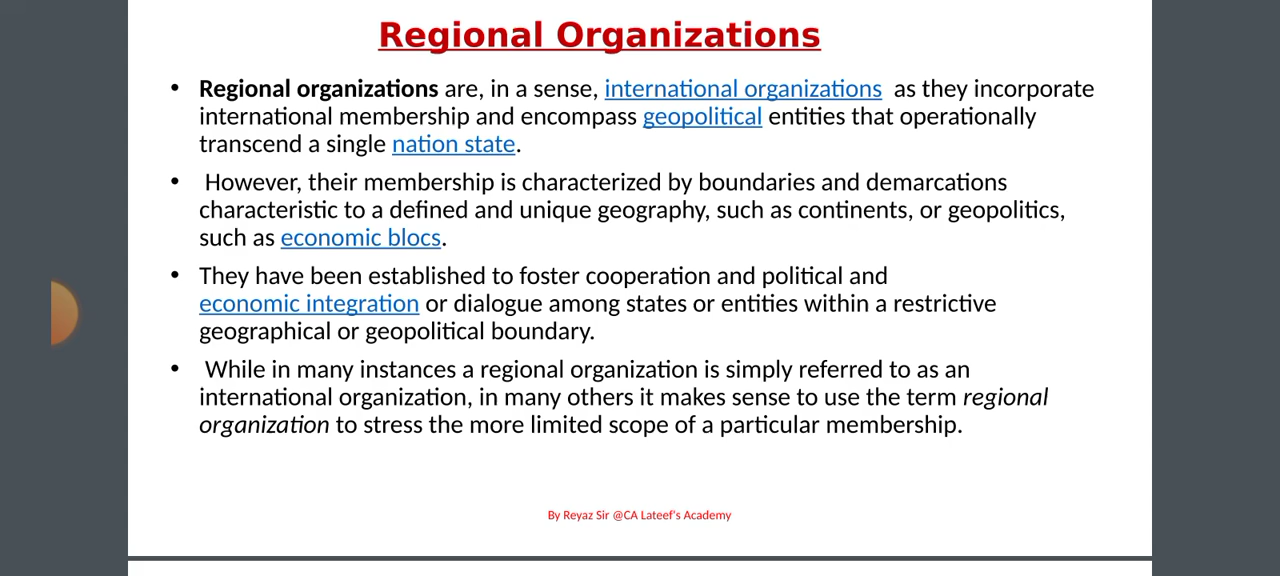 Regional Organizations
• Regional organizations are, in a sense, international organizations as they incorporate
international membership and encompass geopolitical entities that operationally
transcend a single nation state.
• However, their membership is characterized by boundaries and demarcations
characteristic to a defined and unique geography, such as continents, or geopolitics,
such as economic blocs.
• They have been established to foster cooperation and political and
economic integration or dialogue among states or entities within a restrictive
geographical or geopolitical boundary.
• While in many instances a regional organization is simply referred to as an
international organization, in many others it makes sense to use the term regional
organization to stress the more limited scope of a particular membership.
By Reyaz Sir @CA Lateef's Academy